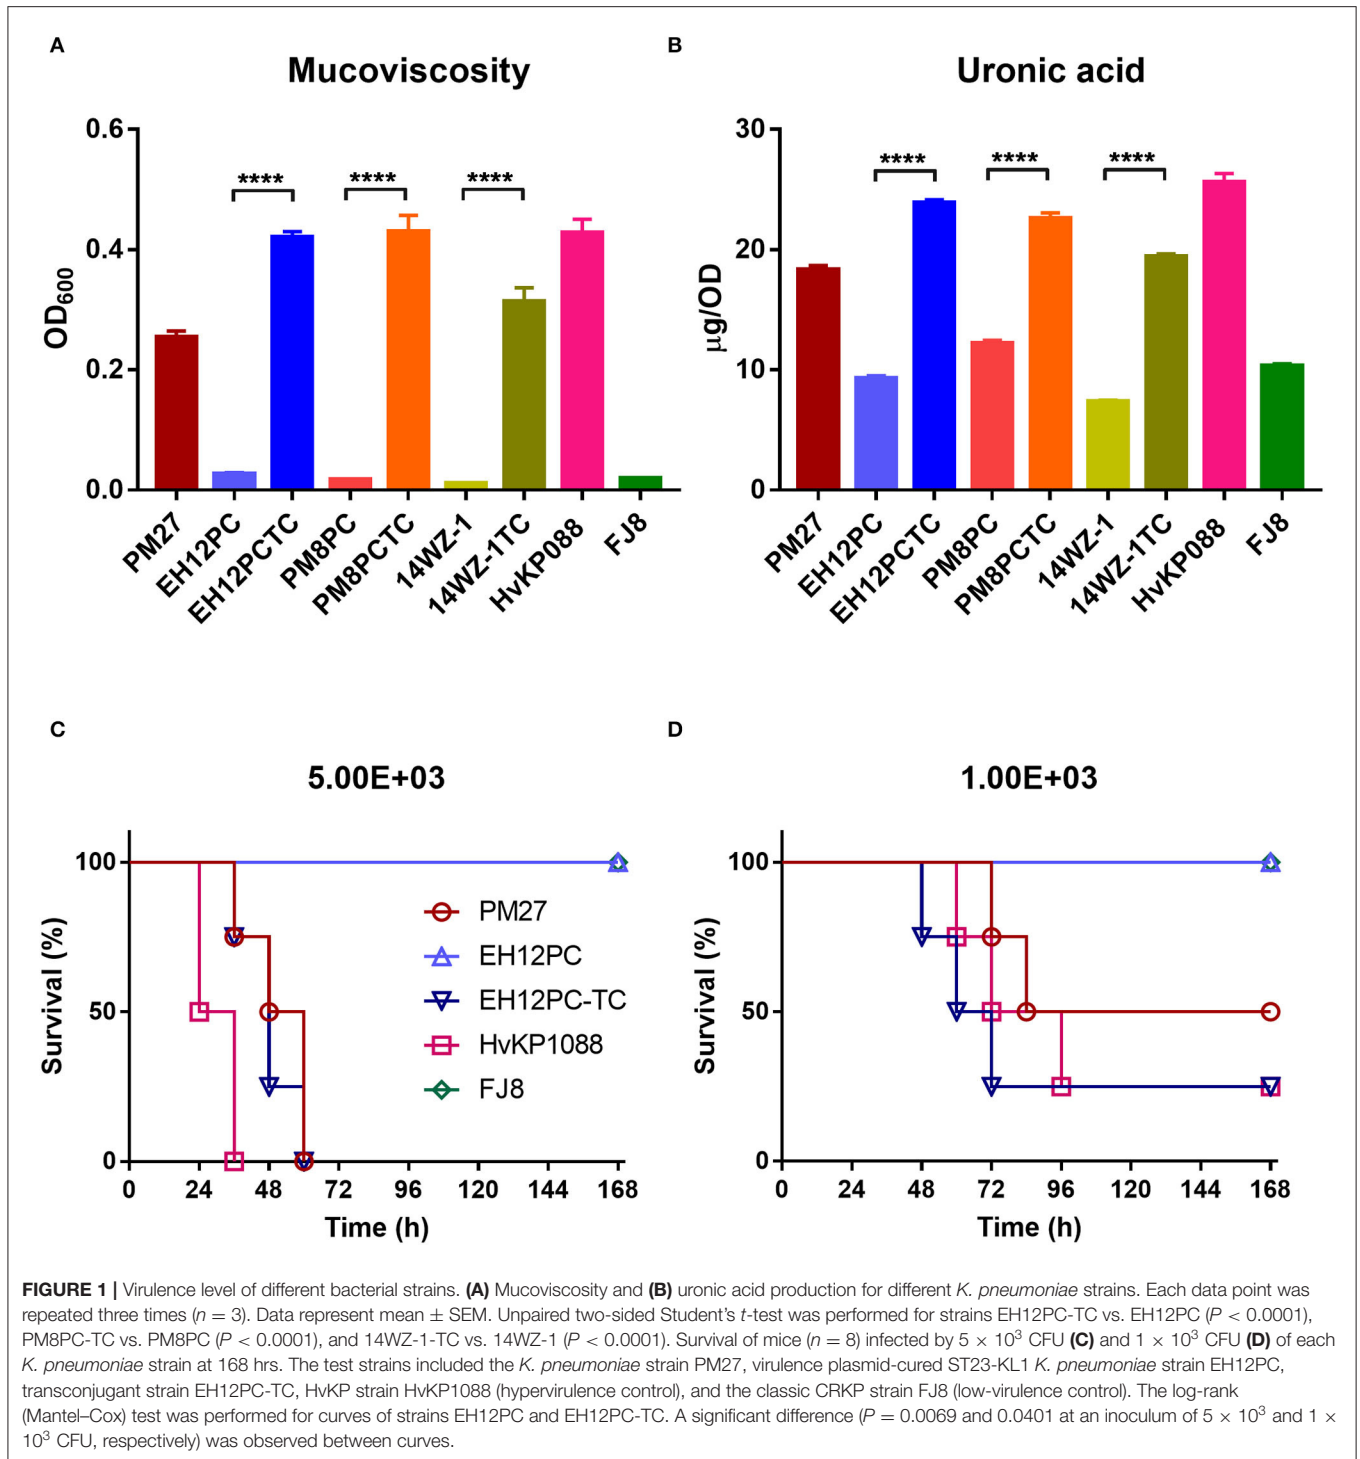 A
Mucoviscosity
0.6
0.4
0.2
0.0
OD600
****
****
****
PM27
EH12PC
EH12PCTC
PM8PC
PM8PCTC
14WZ-1
14WZ-1TC
HvKP088
FJ8
B
Uronic acid
30
20
10
0
µg/OD
****
****
****
PM27
EH12PC
EH12PCTC
PM8PC
PM8PCTC
14WZ-1
14WZ-1TC
HvKP088
FJ8
C
5.00E+03
100
50
0
Survival (%)
PM27
EH12PC
EH12PC-TC
HvKP1088
FJ8
0 24 48 72 96 120 144 168
Time (h)
D
1.00E+03
100
50
0
Survival (%)
0 24 48 72 96 120 144 168
Time (h)
FIGURE 1 | Virulence level of different bacterial strains. (A) Mucoviscosity and (B) uronic acid production for different K. pneumoniae strains. Each data point was
repeated three times (n = 3). Data represent mean ± SEM. Unpaired two-sided Student's t-test was performed for strains EH12PC-TC vs. EH12PC (P < 0.0001),
PM8PC-TC vs. PM8PC (P < 0.0001), and 14WZ-1-TC vs. 14WZ-1 (P < 0.0001). Survival of mice (n = 8) infected by 5 × 10³ CFU (C) and 1 × 10³ CFU (D) of each
K. pneumoniae strain at 168 hrs. The test strains included the K. pneumoniae strain PM27, virulence plasmid-cured ST23-KL1 K. pneumoniae strain EH12PC,
transconjugant strain EH12PC-TC, HvKP strain HvKP1088 (hypervirulence control), and the classic CRKP strain FJ8 (low-virulence control). The log-rank
(Mantel–Cox) test was performed for curves of strains EH12PC and EH12PC-TC. A significant difference (P = 0.0069 and 0.0401 at an inoculum of 5 × 10³ and 1 ×
10³ CFU, respectively) was observed between curves.